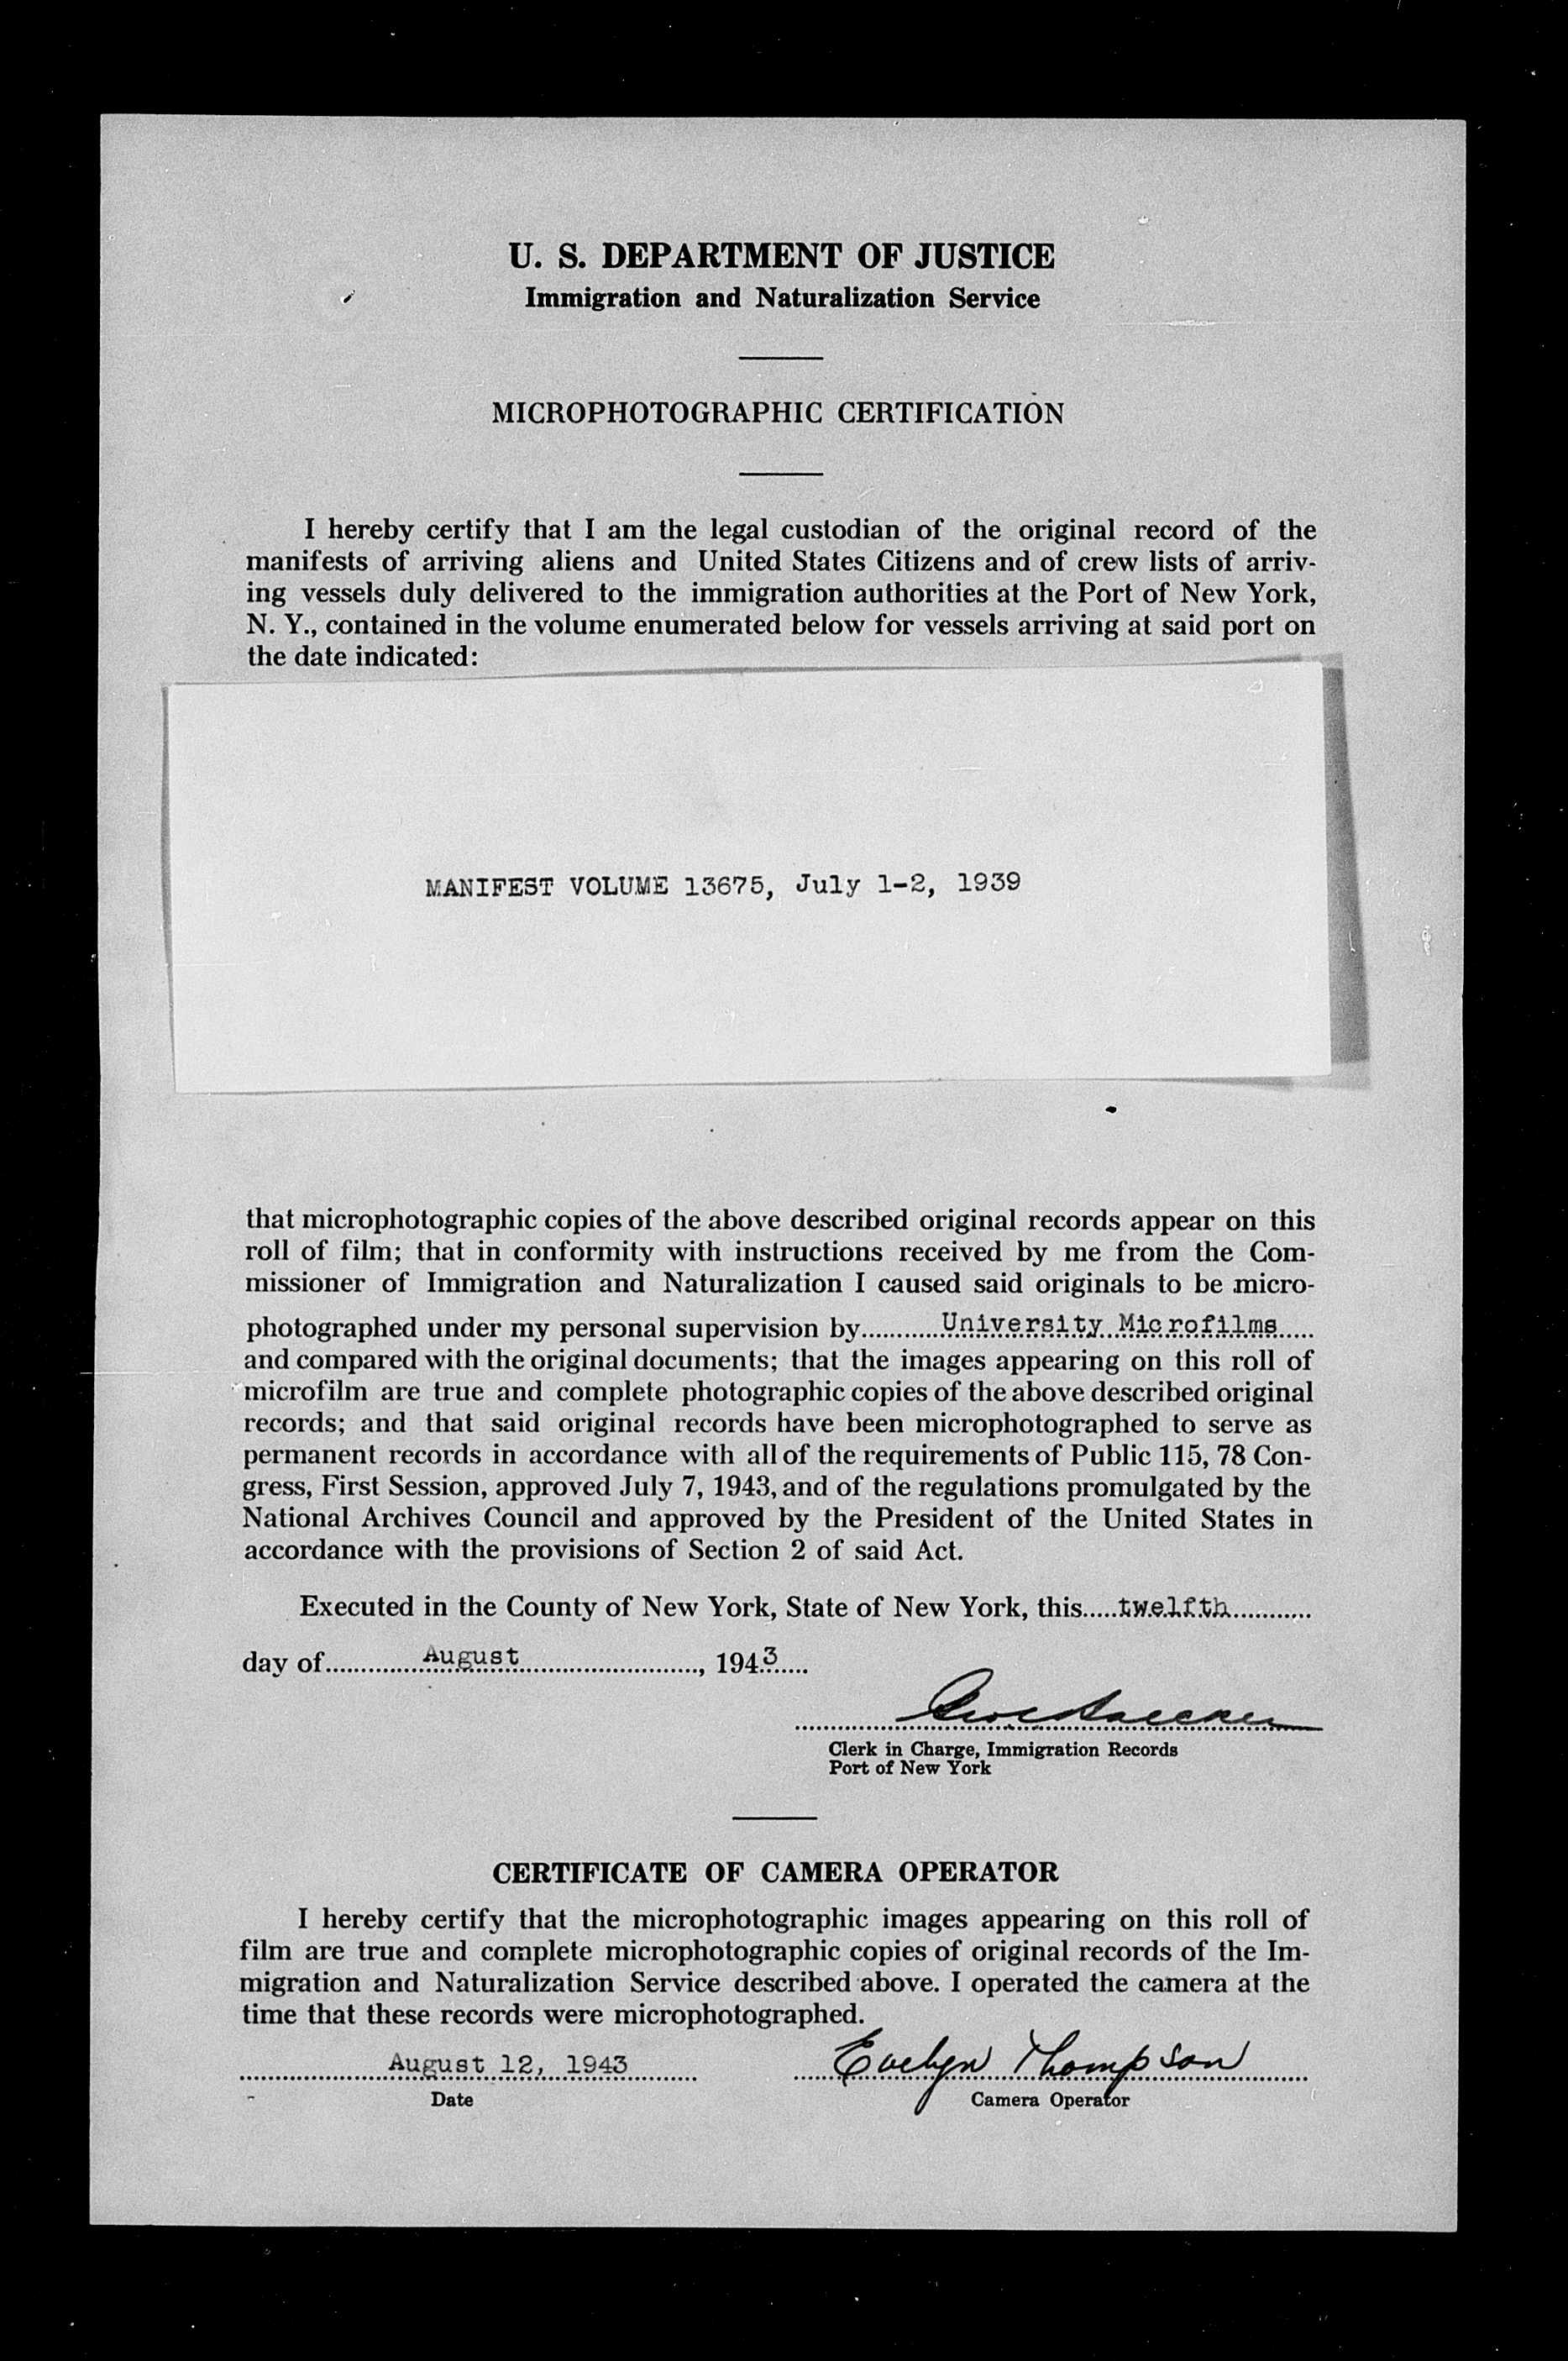 U. S. DEPARTMENT OF JUSTICE
Immigration and Naturalization Service
MICROPHOTOGRAPHIC CERTIFICATION
I hereby certify that I am the legal custodian of the original record of the
manifests of arriving aliens and United States Citizens and of crew lists of arriv-
ing vessels duly delivered to the immigration authorities at the Port of New York,
N. Y., contained in the volume enumerated below for vessels arriving at said port on
the date indicated:
MANIFEST VOLUME 13675, July 1-2, 1939
that microphotographic copies of the above described original records appear on this
roll of film; that in conformity with instructions received by me from the Com-
missioner of Immigration and Naturalization I caused said originals to be micro-
photographed under my personal supervision by University Microfilms
and compared with the original documents; that the images appearing on this roll of
microfilm are true and complete photographic copies of the above described original
records; and that said original records have been microphotographed to serve as
permanent records in accordance with all of the requirements of Public 115, 78 Con-
gress, First Session, approved July 7, 1943, and of the regulations promulgated by the
National Archives Council and approved by the President of the United States in
accordance with the provisions of Section 2 of said Act.
Executed in the County of New York, State of New York, this twelfth
day of August, 1943
Clerk in Charge, Immigration Records
Port of New York
CERTIFICATE OF CAMERA OPERATOR
I hereby certify that the microphotographic images appearing on this roll of
film are true and complete microphotographic copies of original records of the Im-
migration and Naturalization Service described above. I operated the camera at the
time that these records were microphotographed.
August 12, 1943 Evelyn Thompson
Date Camera Operator